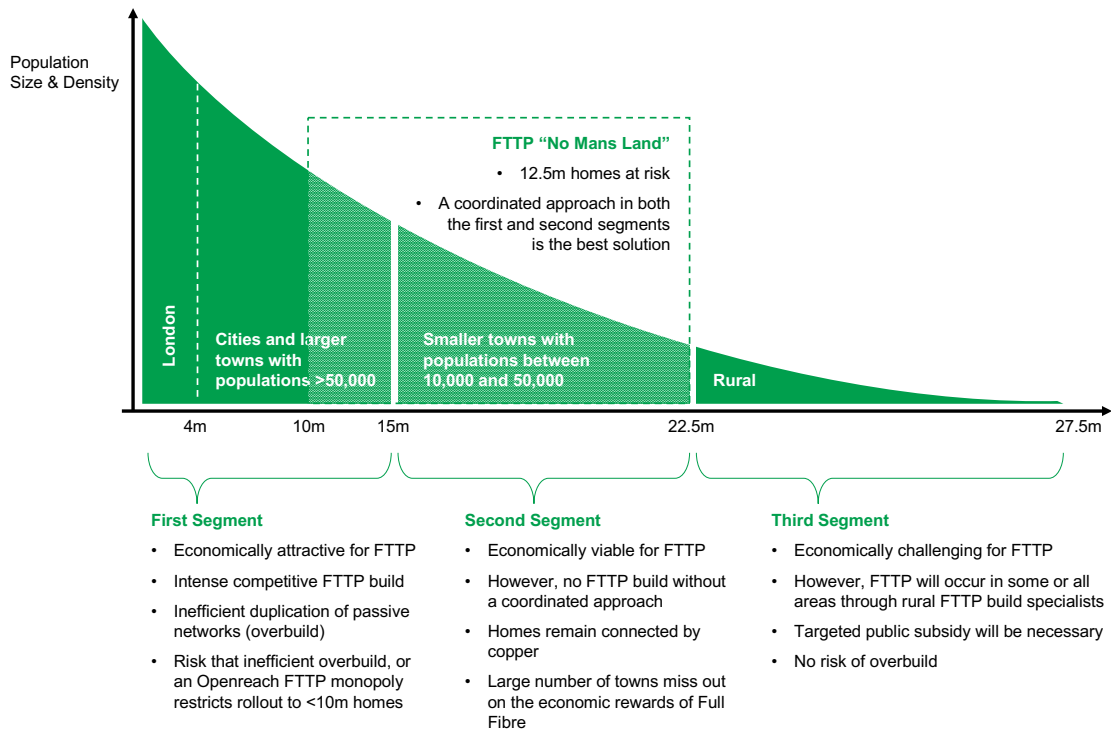 Population
Size & Density
FTTP “No Mans Land”
• 12.5m homes at risk
• A coordinated approach in both
the first and second segments
is the best solution
London
Cities and larger
towns with
populations >50,000
Smaller towns with
populations between
10,000 and 50,000
Rural
4m
10m
15m
22.5m
27.5m
First Segment
• Economically attractive for FTTP
• Intense competitive FTTP build
• Inefficient duplication of passive
networks (overbuild)
• Risk that inefficient overbuild, or
an Openreach FTTP monopoly
restricts rollout to <10m homes
Second Segment
• Economically viable for FTTP
• However, no FTTP build without
a coordinated approach
• Homes remain connected by
copper
• Large number of towns miss out
on the economic rewards of Full
Fibre
Third Segment
• Economically challenging for FTTP
• However, FTTP will occur in some or all
areas through rural FTTP build specialists
• Targeted public subsidy will be necessary
• No risk of overbuild